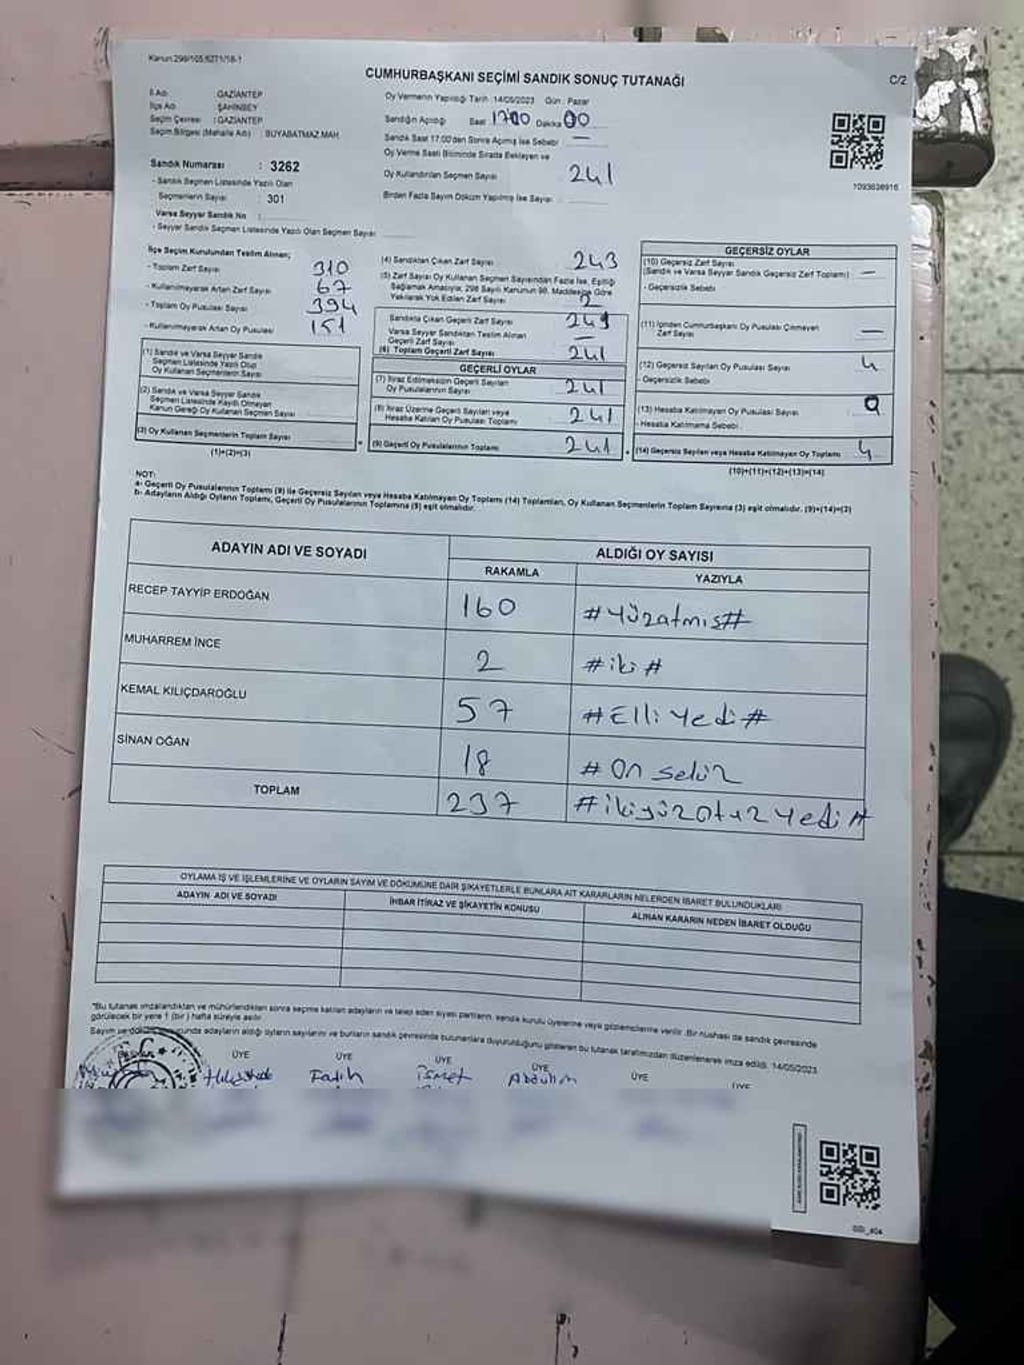 Kanun:298/105;6271/18-1
CUMHURBAŞKANI SEÇİMİ SANDIK SONUÇ TUTANAĞI
C/2
İl Adı : GAZİANTEP
İlçe Adı : ŞAHİNBEY
Seçim Çevresi : GAZİANTEP
Seçim Bölgesi (Mahalle Adı) : BÜYABATMAZ MAH.
Oy Vermenin Yapıldığı Tarih :14/05/2023 Gün : Pazar
Sandığın Açıldığı Saat 17:00 Dakika 00
Sandık Saat 17.00'den Sonra Açılmış İse Sebebi : —
Oy Verme Saati Bitiminde Sırada Bekleyen ve
Oy Kullandırılan Seçmen Sayısı 241
Birden Fazla Sayım Döküm Yapılmış İse Sayısı :
1093636916
Sandık Numarası : 3262
- Sandık Seçmen Listesinde Yazılı Olan
Seçmenlerin Sayısı : 301
Varsa Seyyar Sandık No :
- Seyyar Sandık Seçmen Listesinde Yazılı Olan Seçmen Sayısı
İlçe Seçim Kurulundan Teslim Alınan;
- Toplam Zarf Sayısı 310
- Kullanılmayarak Artan Zarf Sayısı 67
- Toplam Oy Pusulası Sayısı 394
- Kullanılmayarak Artan Oy Pusulası 151
(1) Sandık ve Varsa Seyyar Sandık
Seçmen Listesinde Yazılı Olup
Oy Kullanan Seçmenlerin Sayısı
(2) Sandık ve Varsa Seyyar Sandık
Seçmen Listesinde Kayıtlı Olmayan
Kanun Gereği Oy Kullanan Seçmen Sayısı
(3) Oy Kullanan Seçmenlerin Toplam Sayısı
(1)+(2)=(3)
(4) Sandıktan Çıkan Zarf Sayısı 243
(5) Zarf Sayısı Oy Kullanan Seçmen Sayısından Fazla İse, Eşitliği
Sağlamak Amacıyla, 298 Sayılı Kanunun 98. Maddesine Göre
Yakılarak Yok Edilen Zarf Sayısı 2
Sandıkta Çıkan Geçerli Zarf Sayısı 241
Varsa Seyyar Sandıktan Teslim Alınan
Geçerli Zarf Sayısı —
(6) Toplam Geçerli Zarf Sayısı 241
GEÇERLİ OYLAR
(7) İtiraz Edilmeksizin Geçerli Sayılan
Oy Pusulalarının Sayısı 241
(8) İtiraz Üzerine Geçerli Sayılan veya
Hesaba Katılan Oy Pusulası Toplamı 241
(9) Geçerli Oy Pusulalarının Toplamı 241
GEÇERSİZ OYLAR
(10) Geçersiz Zarf Sayısı
(Sandık ve Varsa Seyyar Sandık Geçersiz Zarf Toplamı) —
- Geçersizlik Sebebi
(11) İçinden Cumhurbaşkanı Oy Pusulası Çıkmayan
Zarf Sayısı —
(12) Geçersiz Sayılan Oy Pusulası Sayısı 4
- Geçersizlik Sebebi
(13) Hesaba Katılmayan Oy Pusulası Sayısı
- Hesaba Katılmama Sebebi
(14) Geçersiz Sayılan veya Hesaba Katılmayan Oy Toplamı 4
(10)+(11)+(12)+(13)=(14)
NOT:
a- Geçerli Oy Pusulalarının Toplamı (9) ile Geçersiz Sayılan veya Hesaba Katılmayan Oy Toplamı (14) Toplamları, Oy Kullanan Seçmenlerin Toplam Sayısına (3) eşit olmalıdır. (9)+(14)=(3)
b- Adayların Aldığı Oyların Toplamı, Geçerli Oy Pusulalarının Toplamına (9) eşit olmalıdır.
ADAYIN ADI VE SOYADI
ALDIĞI OY SAYISI
RAKAMLA YAZIYLA
RECEP TAYYİP ERDOĞAN 160 #Yüzatmış#
MUHARREM İNCE 2 #iki#
KEMAL KILIÇDAROĞLU 57 #Elli Yedi#
SİNAN OĞAN 18 # On sekiz
TOPLAM 237 #ikiyüzotuzyedi#
OYLAMA İŞ VE İŞLEMLERİNE VE OYLARIN SAYIM VE DÖKÜMÜNE DAİR ŞİKAYETLERLE BUNLARA AİT KARARLARIN NELERDEN İBARET BULUNDUKLARI
ADAYIN ADI VE SOYADI İHBAR İTİRAZ VE ŞİKAYETİN KONUSU ALINAN KARARIN NEDEN İBARET OLDUĞU
"Bu tutanak imzalandıktan ve mühürlendikten sonra seçime katılan adayların ve talep eden siyasi partilerin, sandık kurulu üyelerine veya gözlemcilerine verilir. Bir nüshası da sandık çevresinde
görülecek bir yere 1 (bir) hafta süreyle asılır.
Sayım ve döküm sonucunda adayların aldığı oyların sayılarını ve bunların sandık çevresinde bulunanlara duyurulduğunu gösteren bu tutanak tarafımızdan düzenlenerek imza edildi. 14/05/2023
Başkan ÜYE ÜYE ÜYE ÜYE ÜYE ÜYE
Fatih İsmet